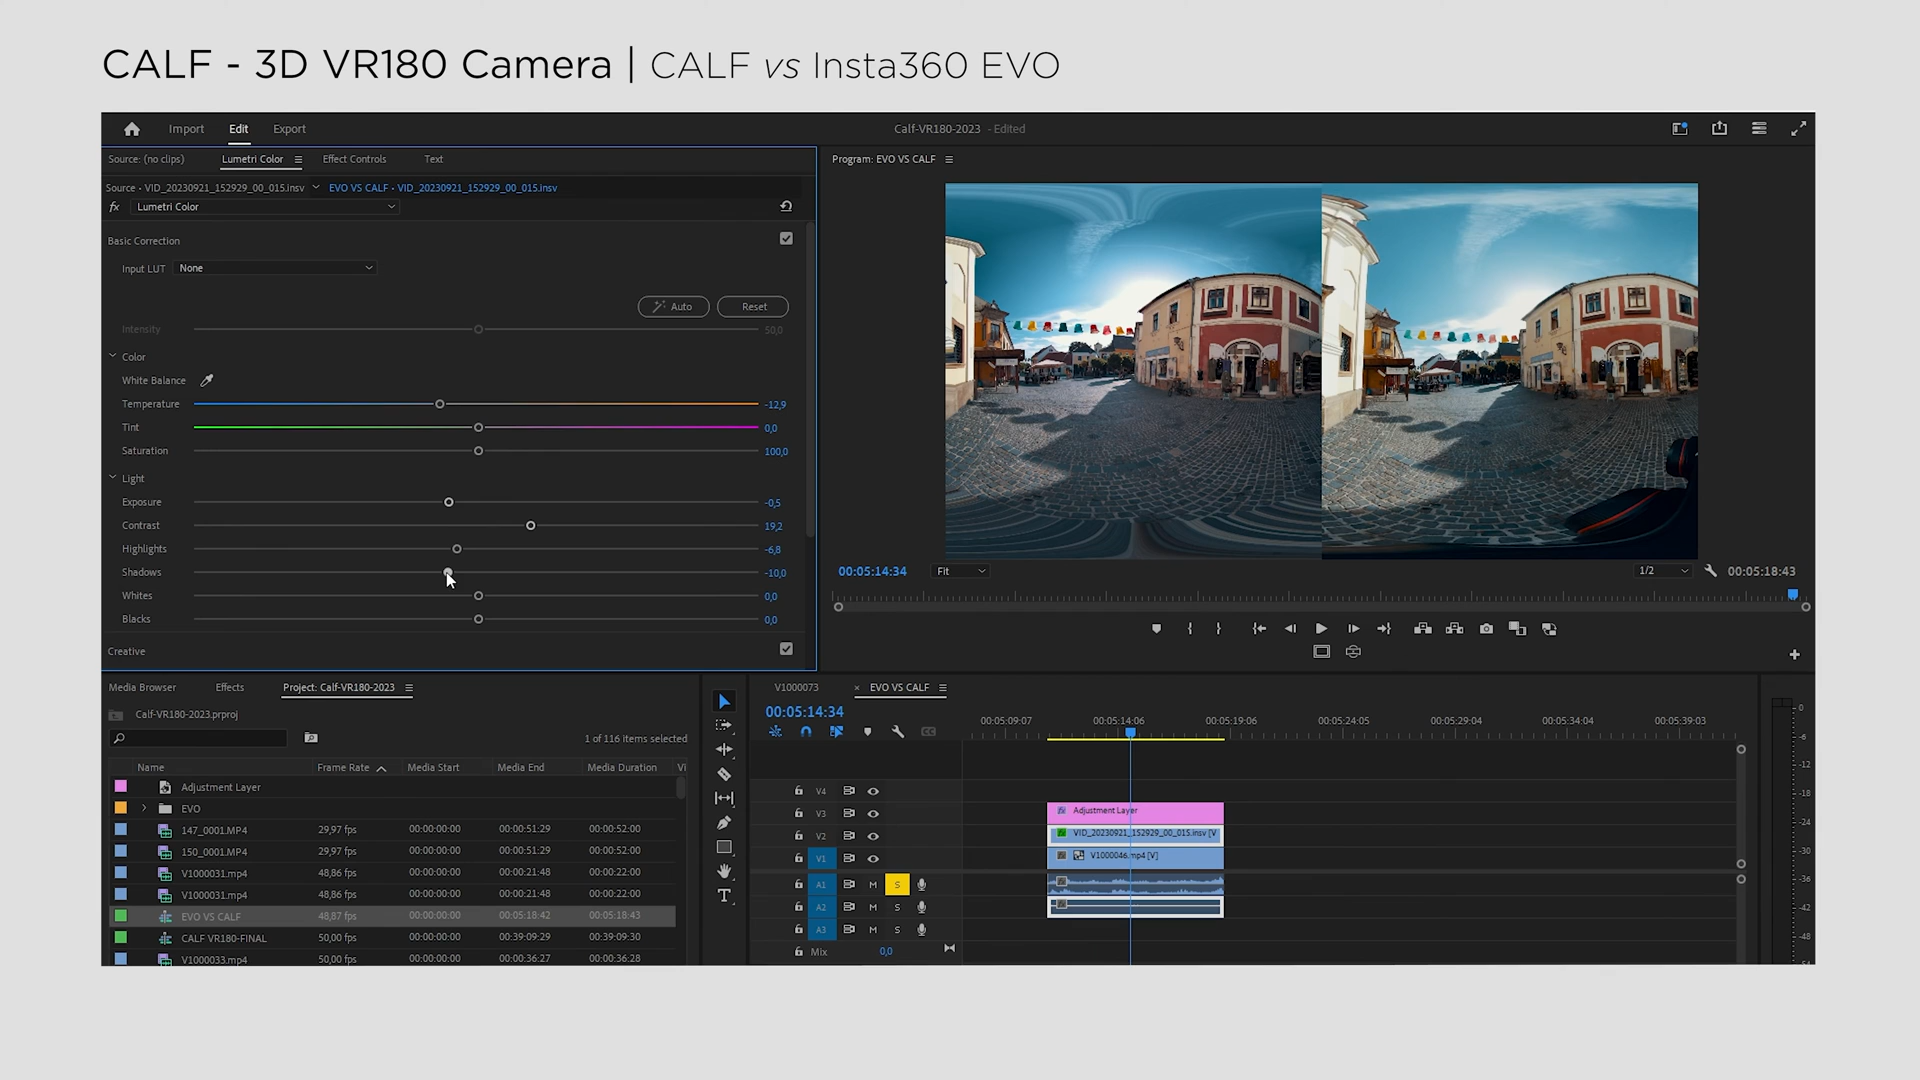 CALF - 3D VR180 Camera | CALF vs Insta360 EVO
Import Edit Export
Calf-VR180-2023 - Edited
Source: (no clips) Lumetri Color Effect Controls Text
Source • VID_20230921_152929_00_015.insv EVO VS CALF • VID_20230921_152929_00_015.insv
fx Lumetri Color
Basic Correction
Input LUT None
Auto Reset
Intensity 50,0
Color
White Balance
Temperature -12,9
Tint 0,0
Saturation 100,0
Light
Exposure -0,5
Contrast 19,2
Highlights -6,8
Shadows -10,0
Whites 0,0
Blacks 0,0
Creative
Program: EVO VS CALF
00:05:14:34 Fit 1/2 00:05:18:43
Media Browser Effects Project: Calf-VR180-2023
Calf-VR180-2023.prproj
1 of 116 items selected
Name Frame Rate Media Start Media End Media Duration Vi
Adjustment Layer
EVO
147_0001.MP4 29,97 fps 00:00:00:00 00:00:51:29 00:00:52:00
150_0001.MP4 29,97 fps 00:00:00:00 00:00:51:29 00:00:52:00
V1000031.mp4 48,86 fps 00:00:00:00 00:00:21:48 00:00:22:00
V1000031.mp4 48,86 fps 00:00:00:00 00:00:21:48 00:00:22:00
EVO VS CALF 48,87 fps 00:00:00:00 00:05:18:42 00:05:18:43
CALF VR180-FINAL 50,00 fps 00:00:00:00 00:39:09:29 00:39:09:30
V1000033.mp4 50,00 fps 00:00:00:00 00:00:36:27 00:00:36:28
V1000073 × EVO VS CALF
00:05:14:34
00:05:09:07 00:05:14:06 00:05:19:06 00:05:24:05 00:05:29:04 00:05:34:04 00:05:39:03
V4
V3 Adjustment Layer
V2 VID_20230921_152929_00_015.insv [V
V1 V1000046.mp4 [V]
A1 M S
A2 M S
A3 M S
Mix 0,0
0
-6
-12
-18
-24
-30
-36
-42
-48